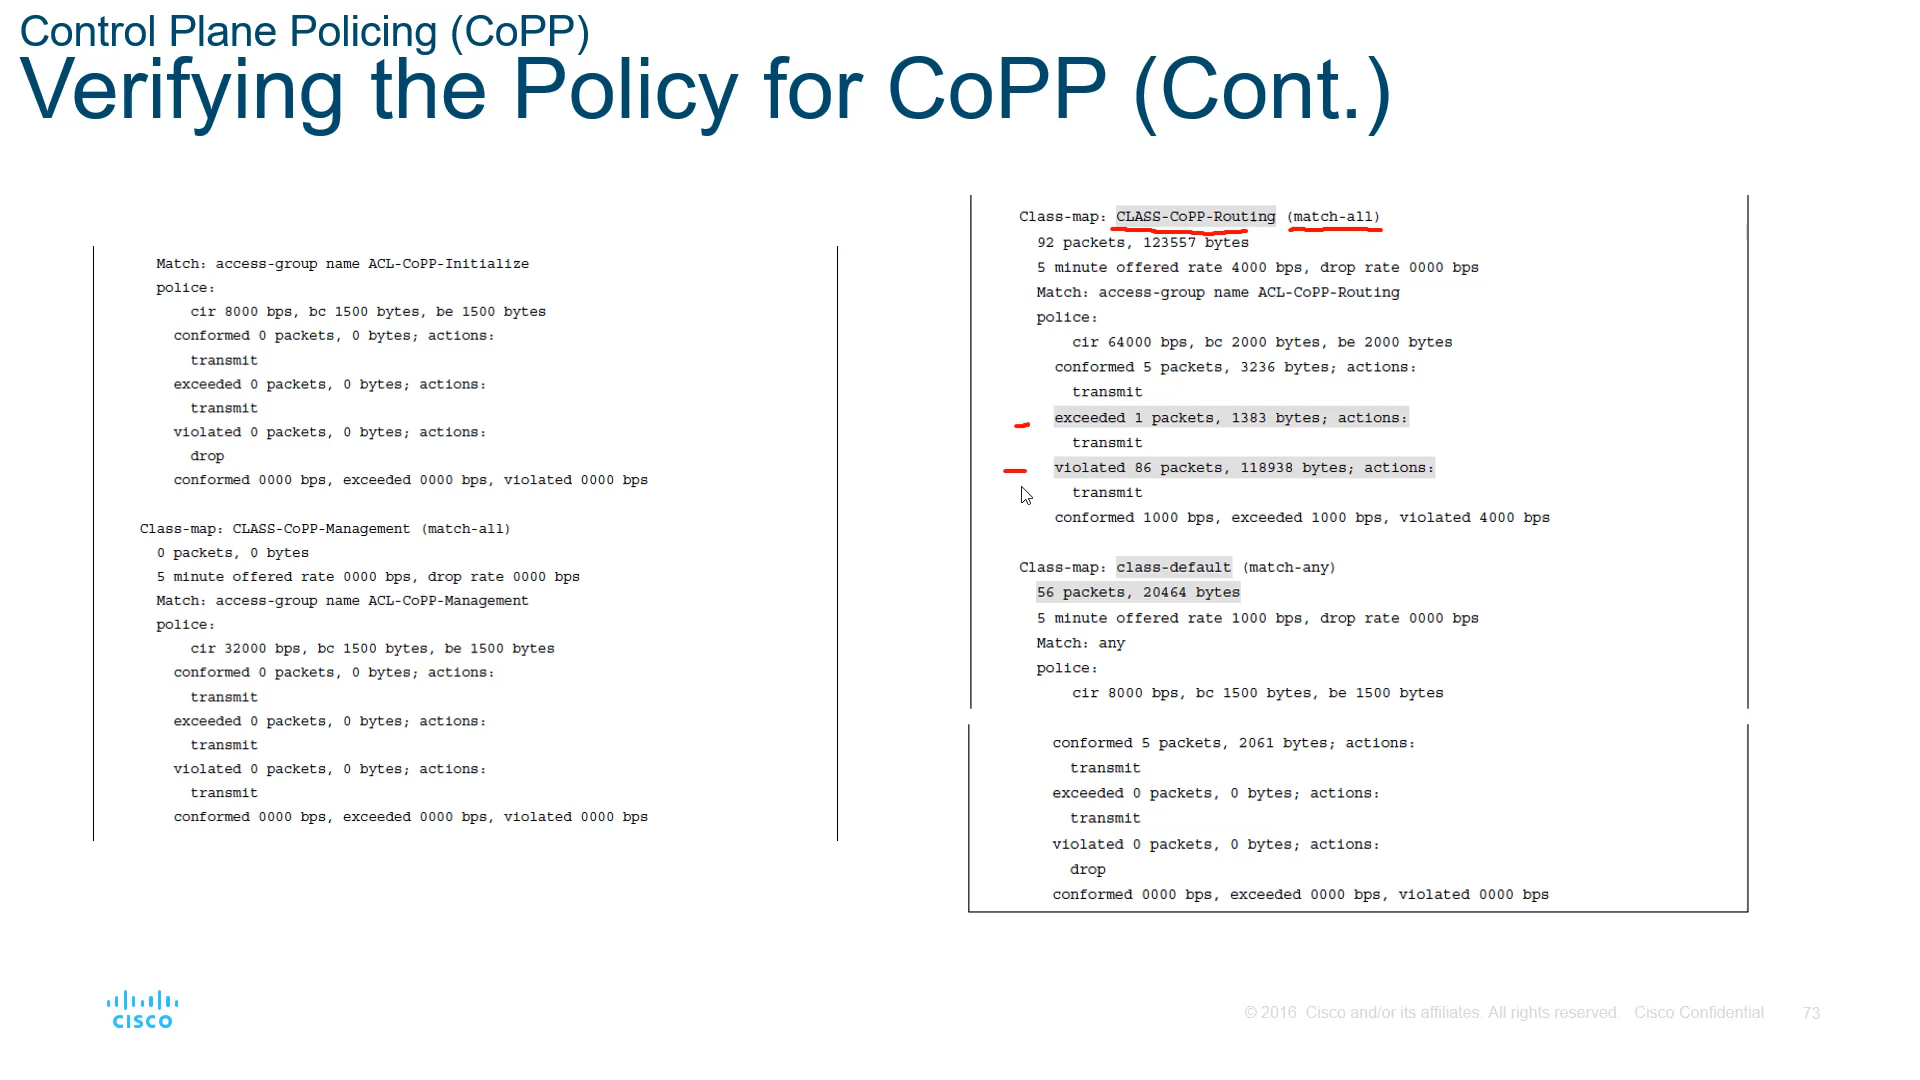 Control Plane Policing (CoPP)
Verifying the Policy for CoPP (Cont.)
Match: access-group name ACL-CoPP-Initialize
police:
cir 8000 bps, bc 1500 bytes, be 1500 bytes
conformed 0 packets, 0 bytes; actions:
transmit
exceeded 0 packets, 0 bytes; actions:
transmit
violated 0 packets, 0 bytes; actions:
drop
conformed 0000 bps, exceeded 0000 bps, violated 0000 bps
Class-map: CLASS-CoPP-Management (match-all)
0 packets, 0 bytes
5 minute offered rate 0000 bps, drop rate 0000 bps
Match: access-group name ACL-CoPP-Management
police:
cir 32000 bps, bc 1500 bytes, be 1500 bytes
conformed 0 packets, 0 bytes; actions:
transmit
exceeded 0 packets, 0 bytes; actions:
transmit
violated 0 packets, 0 bytes; actions:
transmit
conformed 0000 bps, exceeded 0000 bps, violated 0000 bps
Class-map: CLASS-CoPP-Routing (match-all)
92 packets, 123557 bytes
5 minute offered rate 4000 bps, drop rate 0000 bps
Match: access-group name ACL-CoPP-Routing
police:
cir 64000 bps, bc 2000 bytes, be 2000 bytes
conformed 5 packets, 3236 bytes; actions:
transmit
exceeded 1 packets, 1383 bytes; actions:
transmit
violated 86 packets, 118938 bytes; actions:
transmit
conformed 1000 bps, exceeded 1000 bps, violated 4000 bps
Class-map: class-default (match-any)
56 packets, 20464 bytes
5 minute offered rate 1000 bps, drop rate 0000 bps
Match: any
police:
cir 8000 bps, bc 1500 bytes, be 1500 bytes
conformed 5 packets, 2061 bytes; actions:
transmit
exceeded 0 packets, 0 bytes; actions:
transmit
violated 0 packets, 0 bytes; actions:
drop
conformed 0000 bps, exceeded 0000 bps, violated 0000 bps
CISCO
© 2016 Cisco and/or its affiliates. All rights reserved. Cisco Confidential 73